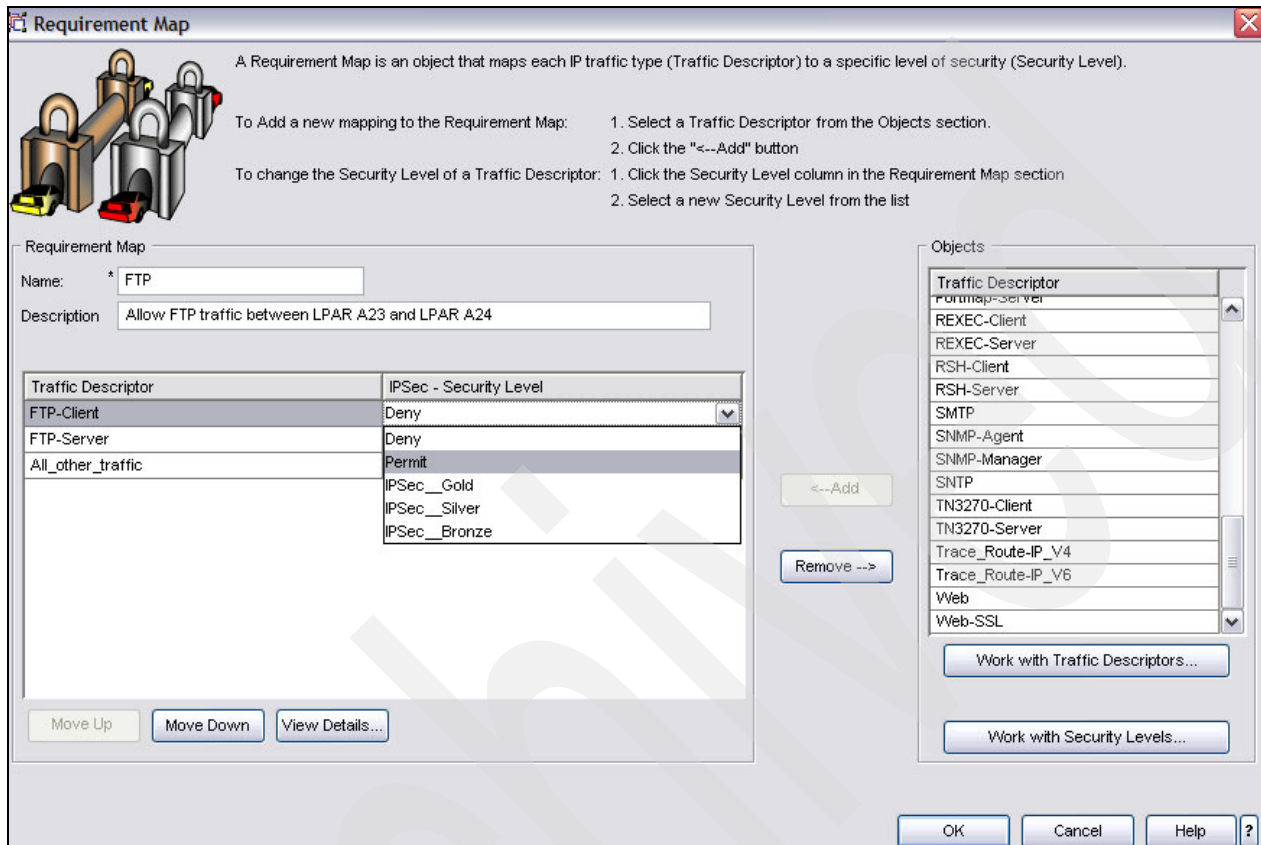 Requirement Map
A Requirement Map is an object that maps each IP traffic type (Traffic Descriptor) to a specific level of security (Security Level).
To Add a new mapping to the Requirement Map: 1. Select a Traffic Descriptor from the Objects section.
2. Click the "<--Add" button
To change the Security Level of a Traffic Descriptor: 1. Click the Security Level column in the Requirement Map section
2. Select a new Security Level from the list
Requirement Map
Name: * FTP
Description Allow FTP traffic between LPAR A23 and LPAR A24
Traffic Descriptor IPSec - Security Level
FTP-Client Deny
FTP-Server Deny
All_other_traffic Permit
IPSec__Gold
IPSec__Silver
IPSec__Bronze
Move Up Move Down View Details...
<--Add
Remove -->
Objects
Traffic Descriptor
Portmap-Server
REXEC-Client
REXEC-Server
RSH-Client
RSH-Server
SMTP
SNMP-Agent
SNMP-Manager
SNTP
TN3270-Client
TN3270-Server
Trace_Route-IP_V4
Trace_Route-IP_V6
Web
Web-SSL
Work with Traffic Descriptors...
Work with Security Levels...
OK Cancel Help ?